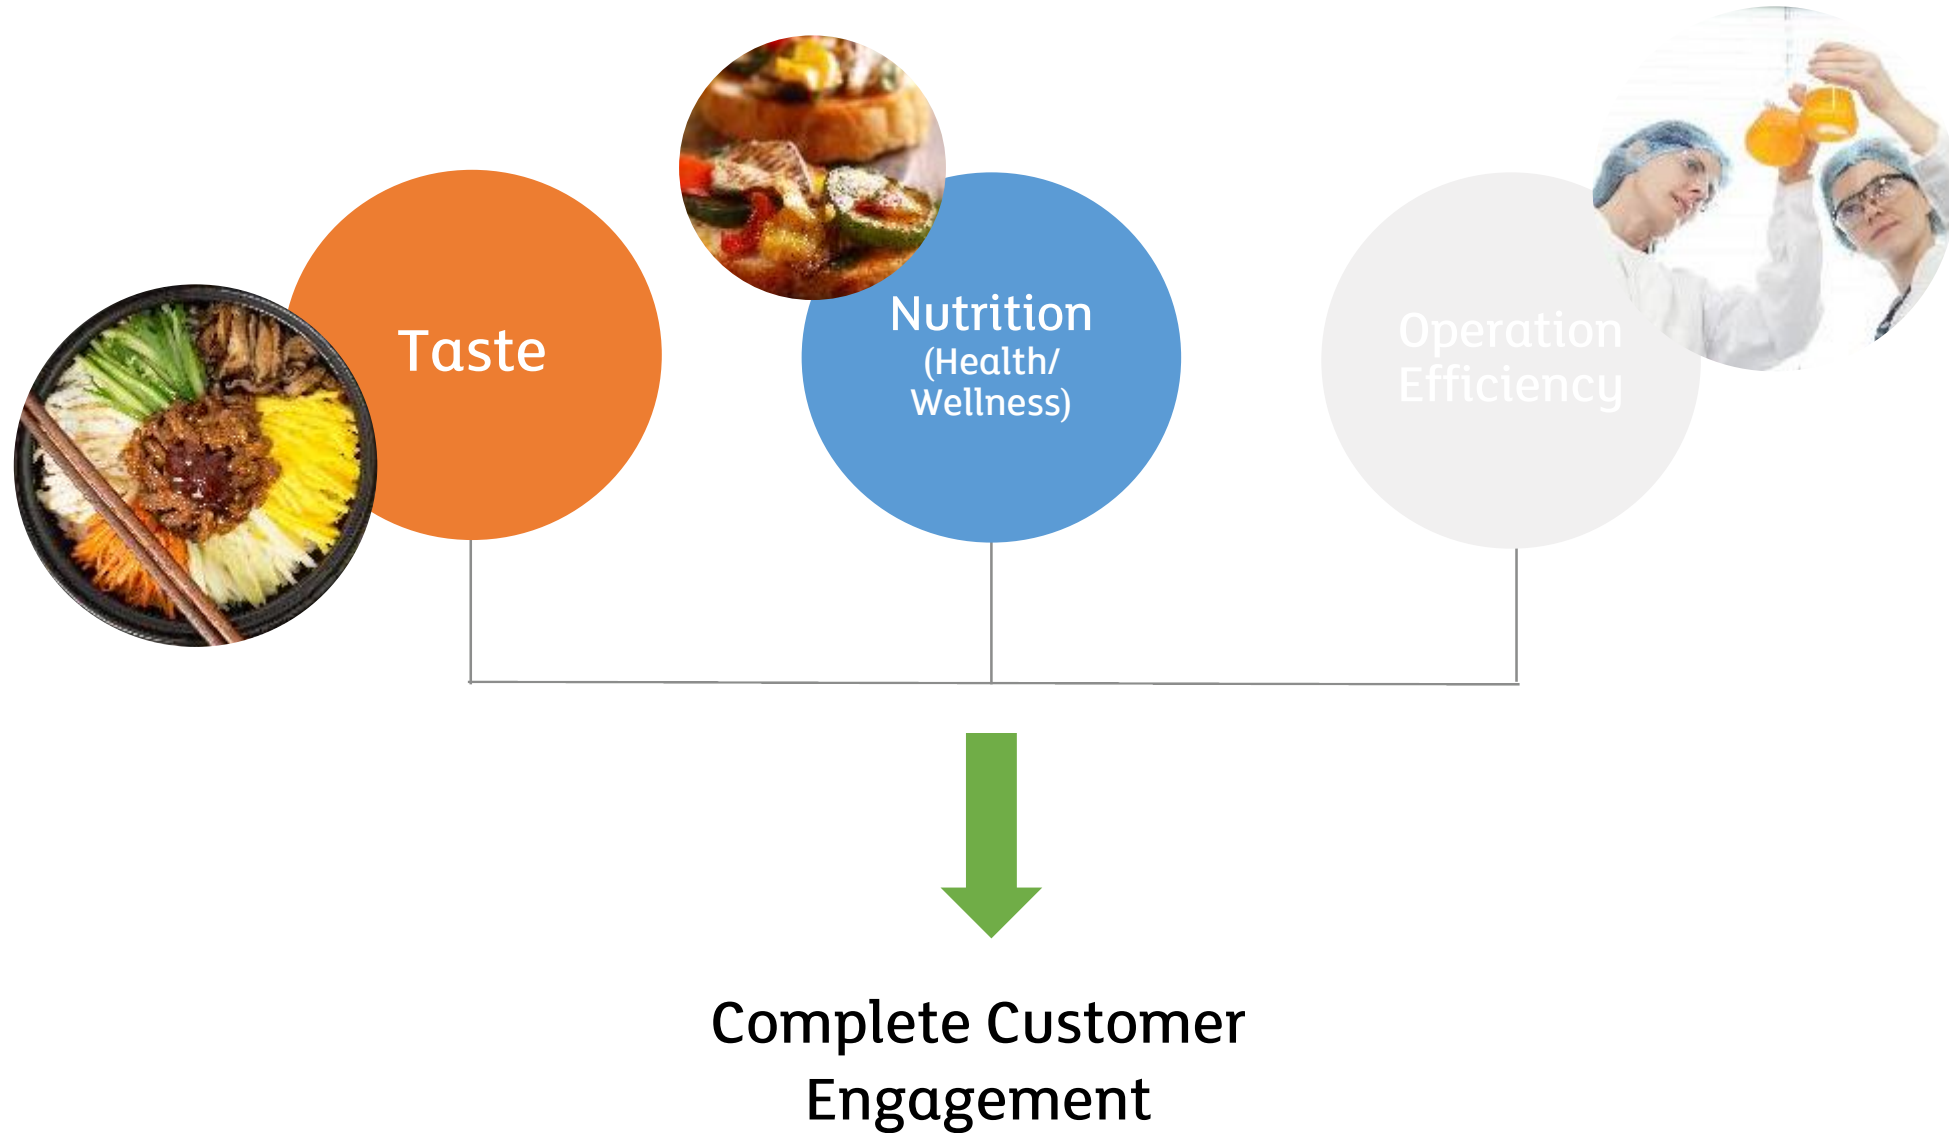 Taste
Nutrition
(Health/
Wellness)
Operation
Efficiency
Complete Customer
Engagement